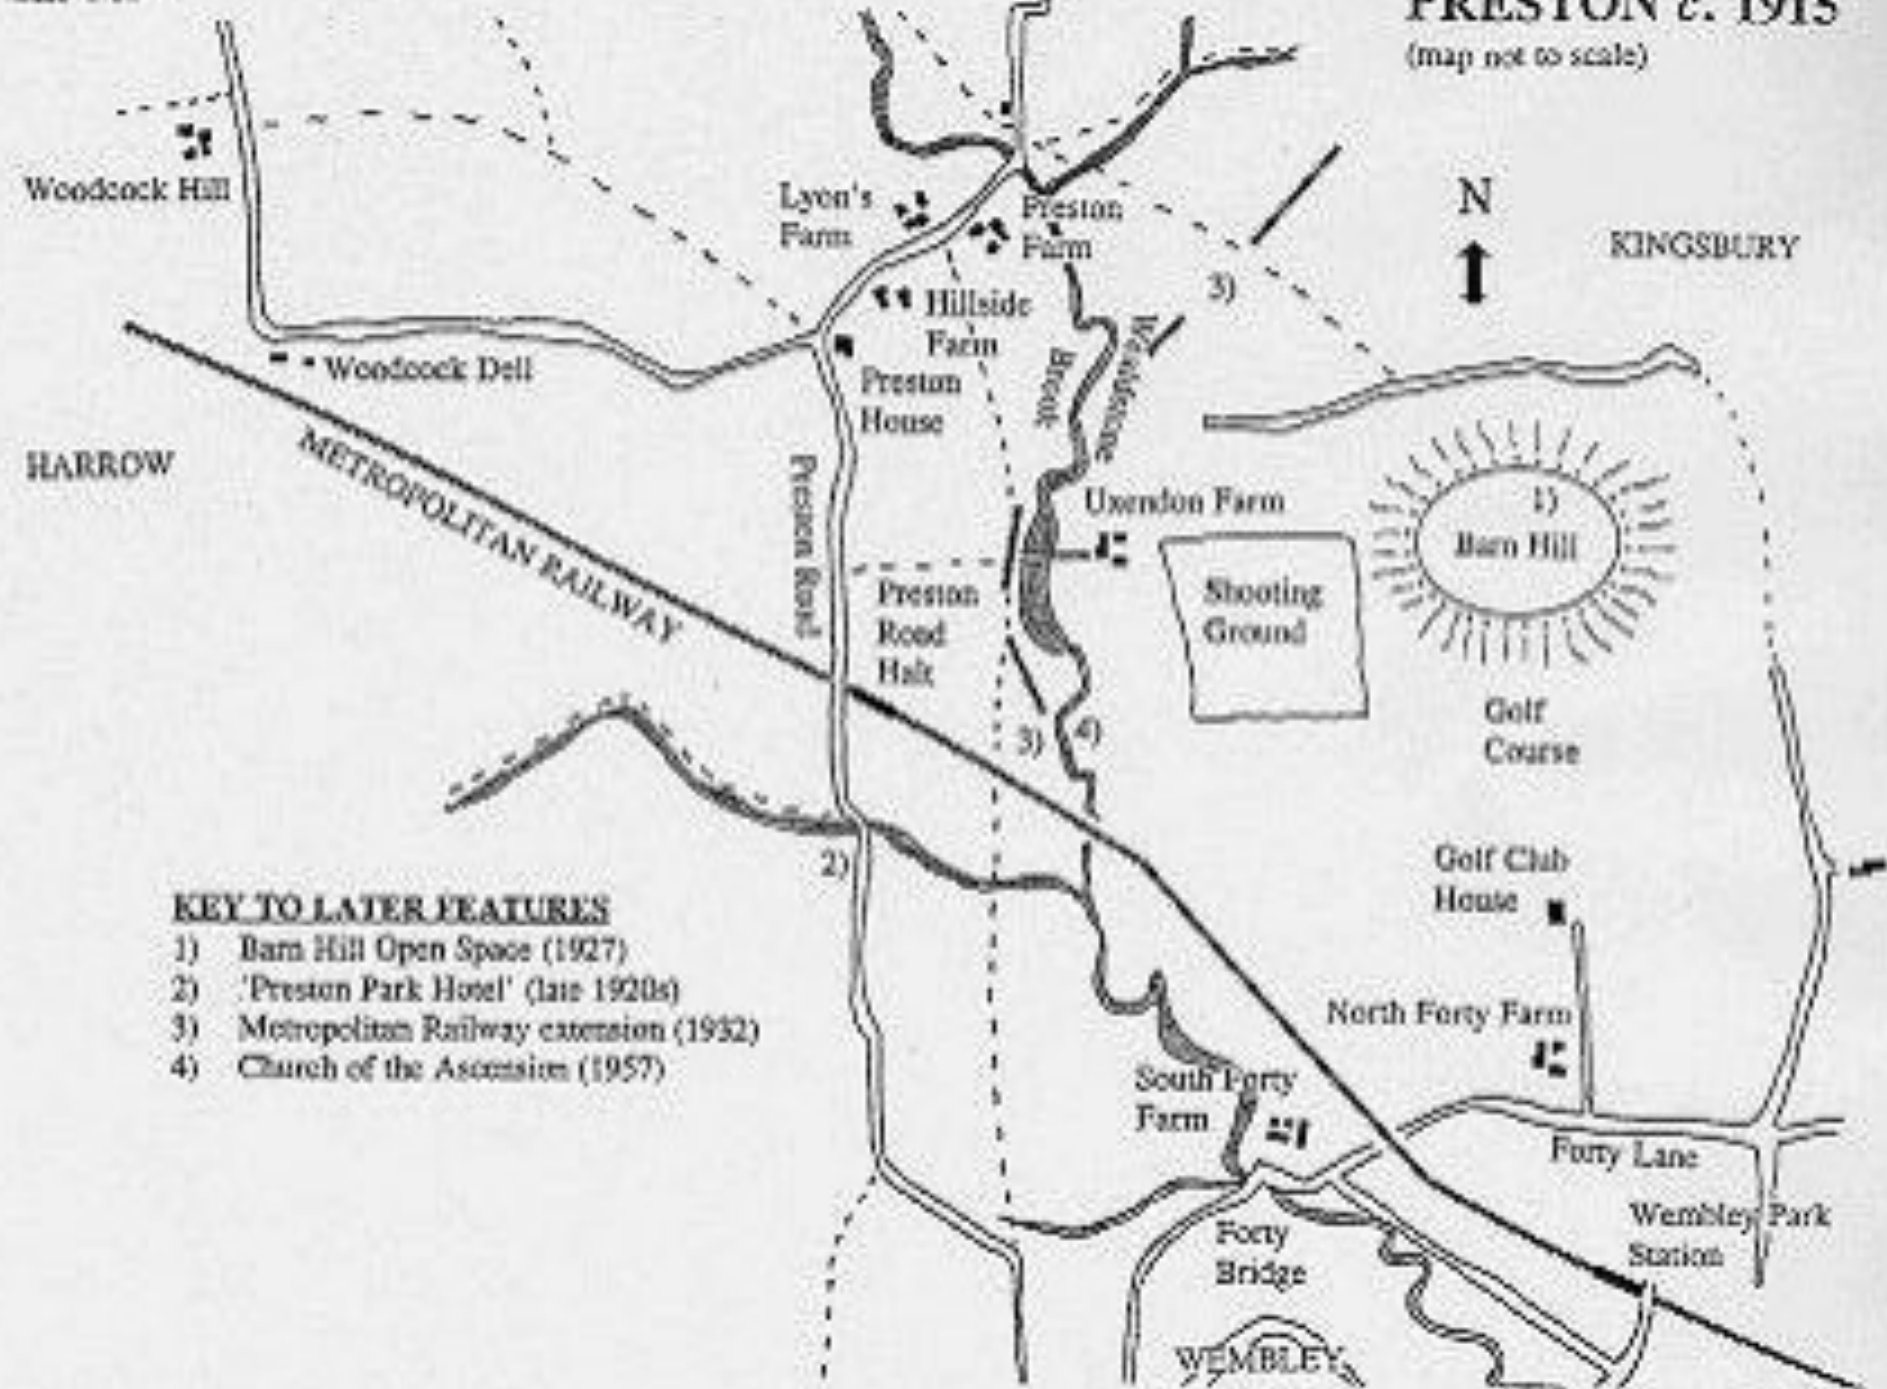 PRESTON c. 1915
(map not to scale)
Woodcock Hill
Lyon's
Farm
Preston
Farm
N
KINGSBURY
3)
Hillside
Farm
Woodcock Dell
Preston
House
Wealdstone
Brook
HARROW
METROPOLITAN RAILWAY
Preston Road
Uxendon Farm
1)
Barn Hill
Preston
Road
Halt
Shooting
Ground
3)
4)
Golf
Course
2)
Golf Club
House
KEY TO LATER FEATURES
1) Barn Hill Open Space (1927)
2) 'Preston Park Hotel' (late 1920s)
3) Metropolitan Railway extension (1932)
4) Church of the Ascension (1957)
North Forty Farm
South Forty
Farm
Forty Lane
Wembley Park
Station
Forty
Bridge
WEMBLEY